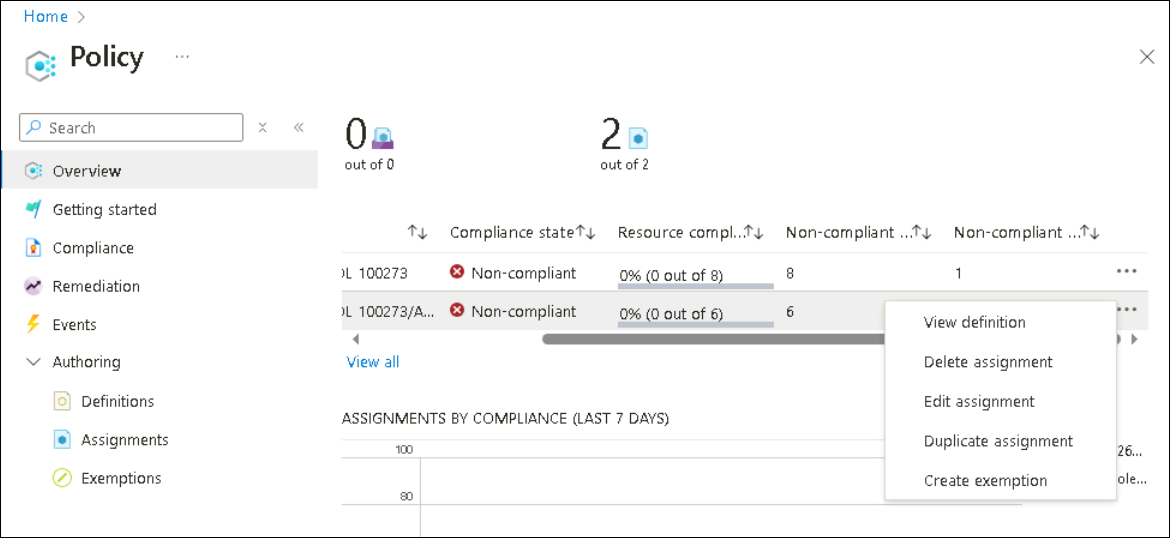 Home >
Policy ...
Search
0
out of 0
2
out of 2
Overview
Getting started
Compliance
Remediation
Events
Authoring
Definitions
Assignments
Exemptions
Compliance state Resource compl... Non-compliant ... Non-compliant ...
DL 100273 Non-compliant 0% (0 out of 8) 8 1
DL 100273/A... Non-compliant 0% (0 out of 6) 6
View definition
Delete assignment
Edit assignment
Duplicate assignment
Create exemption
View all
ASSIGNMENTS BY COMPLIANCE (LAST 7 DAYS)
100
80
26...
ole...